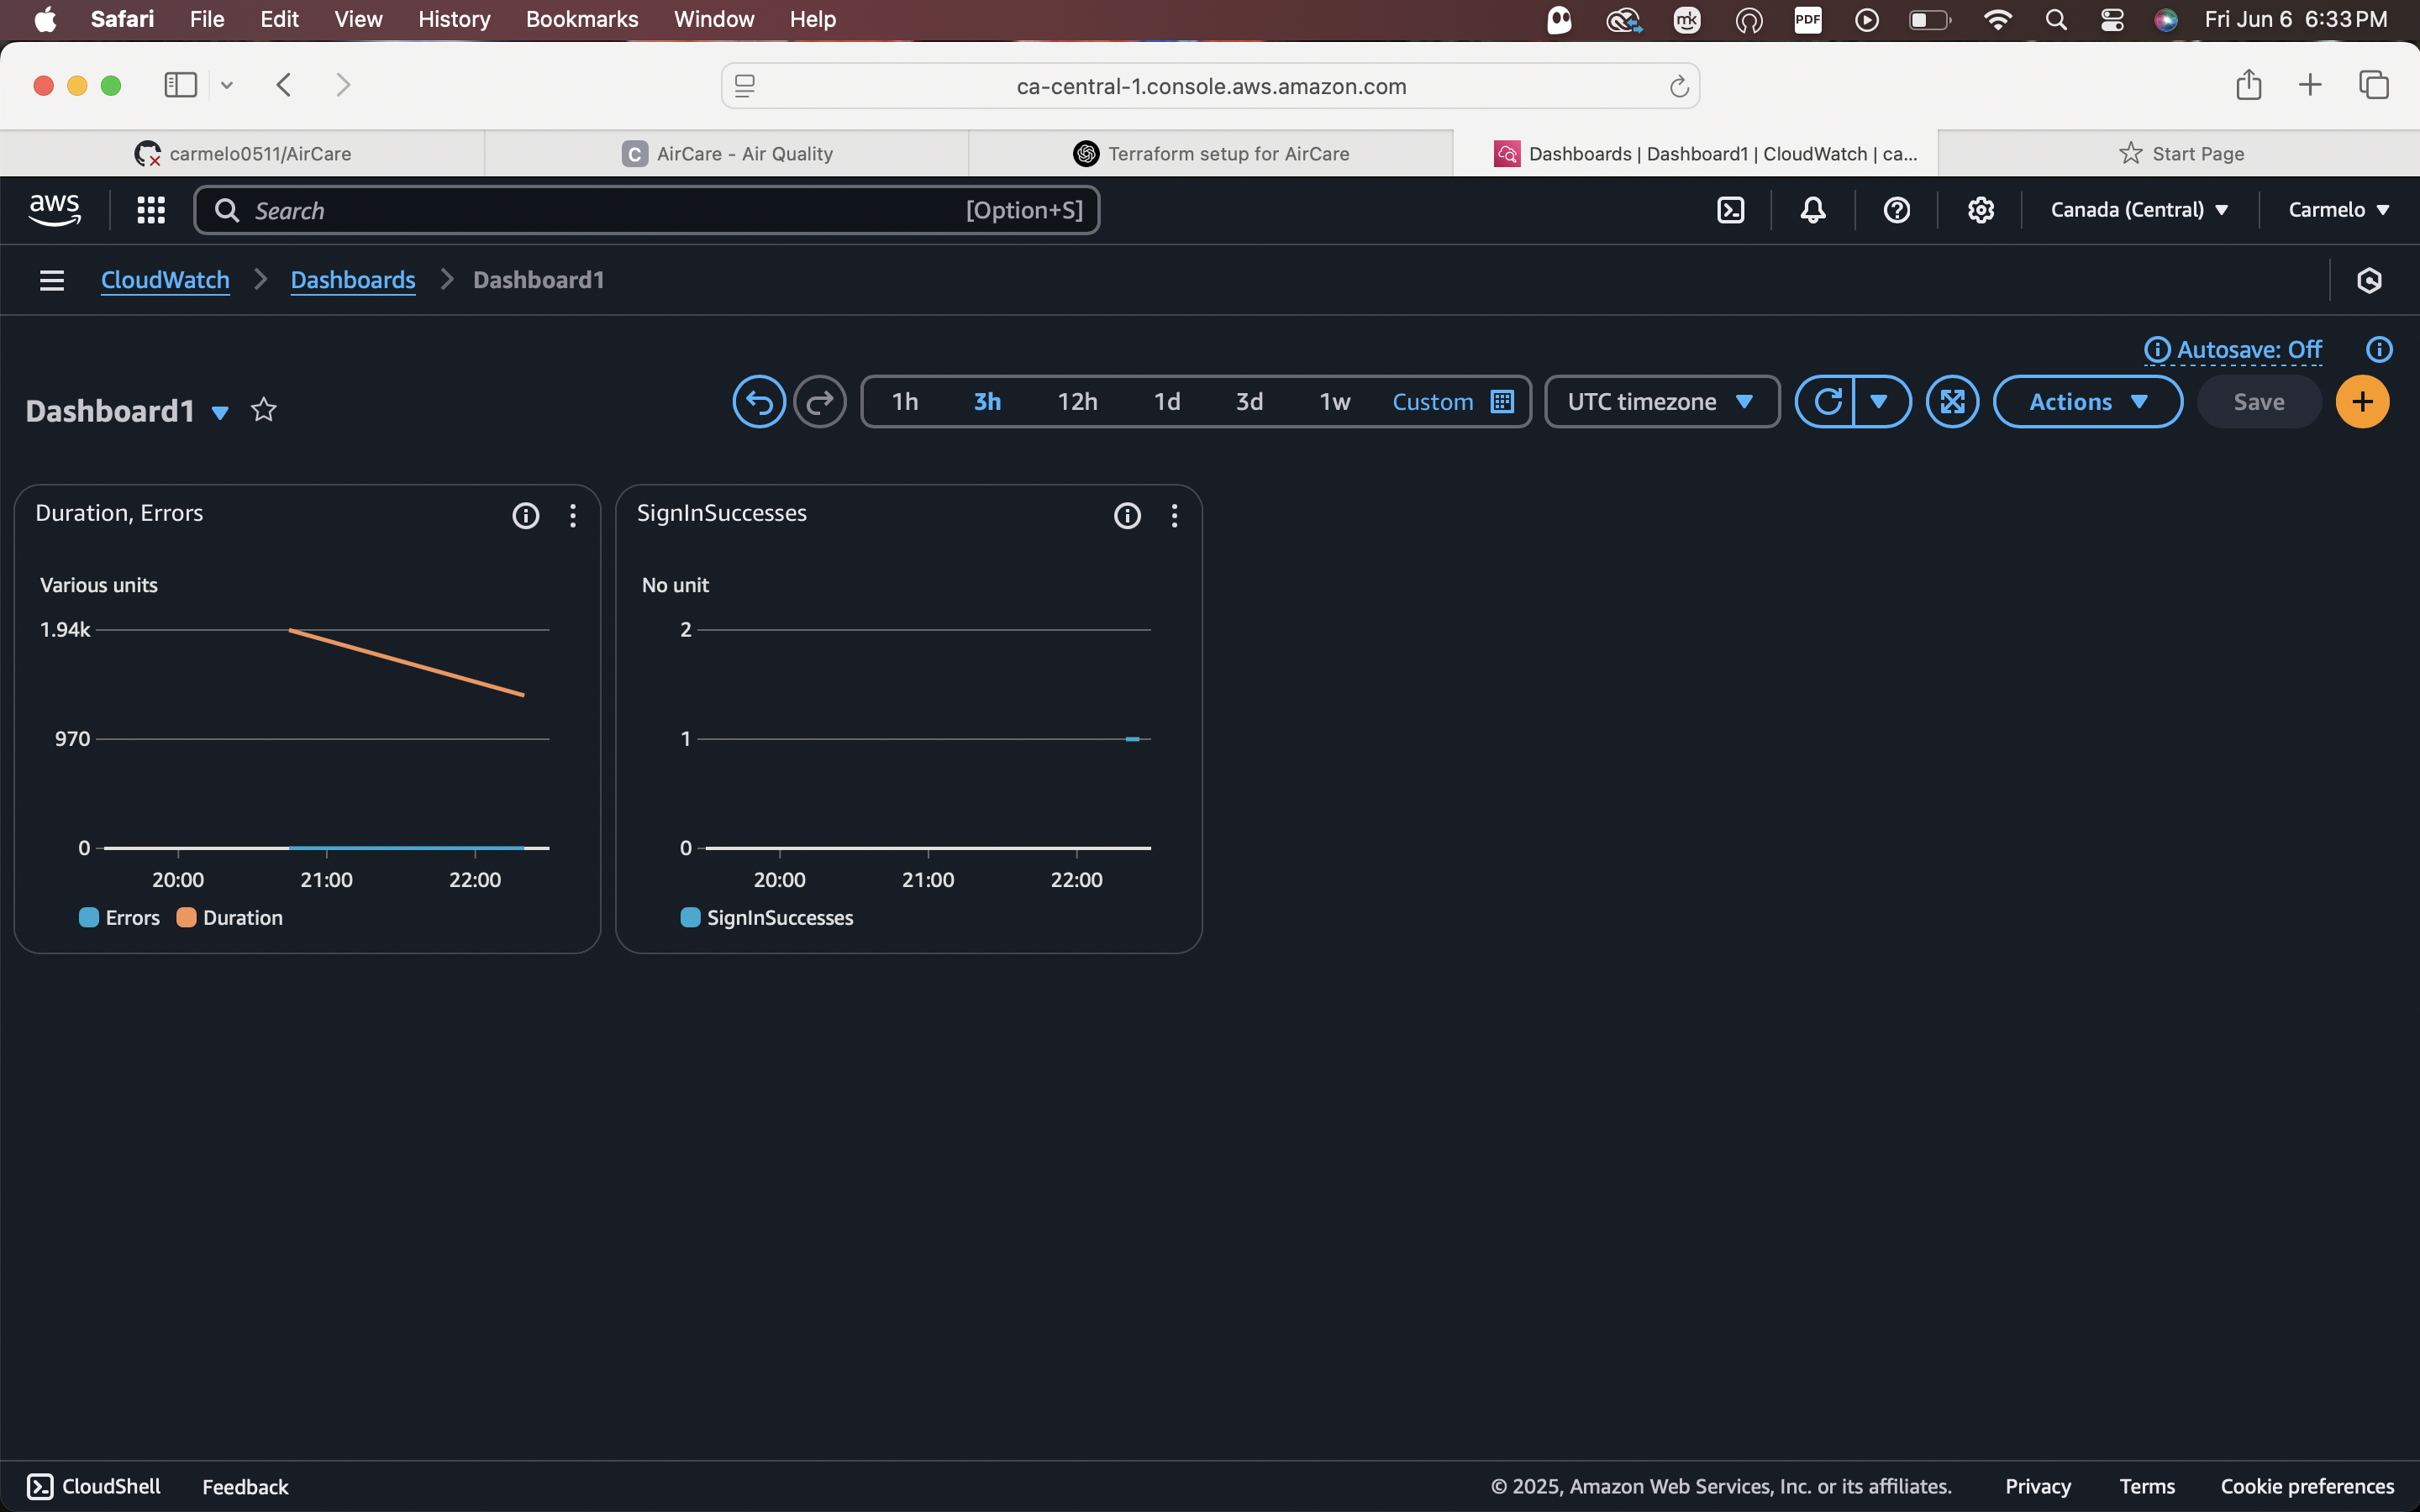 Safari File Edit View History Bookmarks Window Help mk PDF Fri Jun 6 6:33 PM
ca-central-1.console.aws.amazon.com
carmelo0511/AirCare C AirCare - Air Quality Terraform setup for AirCare Dashboards | Dashboard1 | CloudWatch | ca... Start Page
aws Search [Option+S] Canada (Central) Carmelo
CloudWatch Dashboards Dashboard1
Autosave: Off
Dashboard1 1h 3h 12h 1d 3d 1w Custom UTC timezone Actions Save
Duration, Errors
Various units
1.94k
970
0
20:00 21:00 22:00
Errors Duration
SignInSuccesses
No unit
2
1
0
20:00 21:00 22:00
SignInSuccesses
CloudShell Feedback © 2025, Amazon Web Services, Inc. or its affiliates. Privacy Terms Cookie preferences